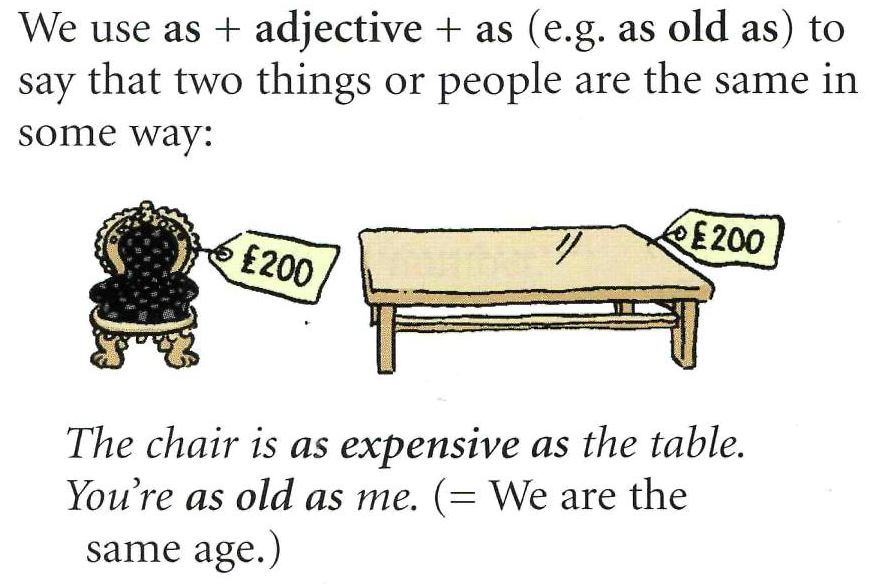 We use as + adjective + as (e.g. as old as) to
say that two things or people are the same in
some way:
£200
£200
The chair is as expensive as the table.
You're as old as me. (= We are the
same age.)